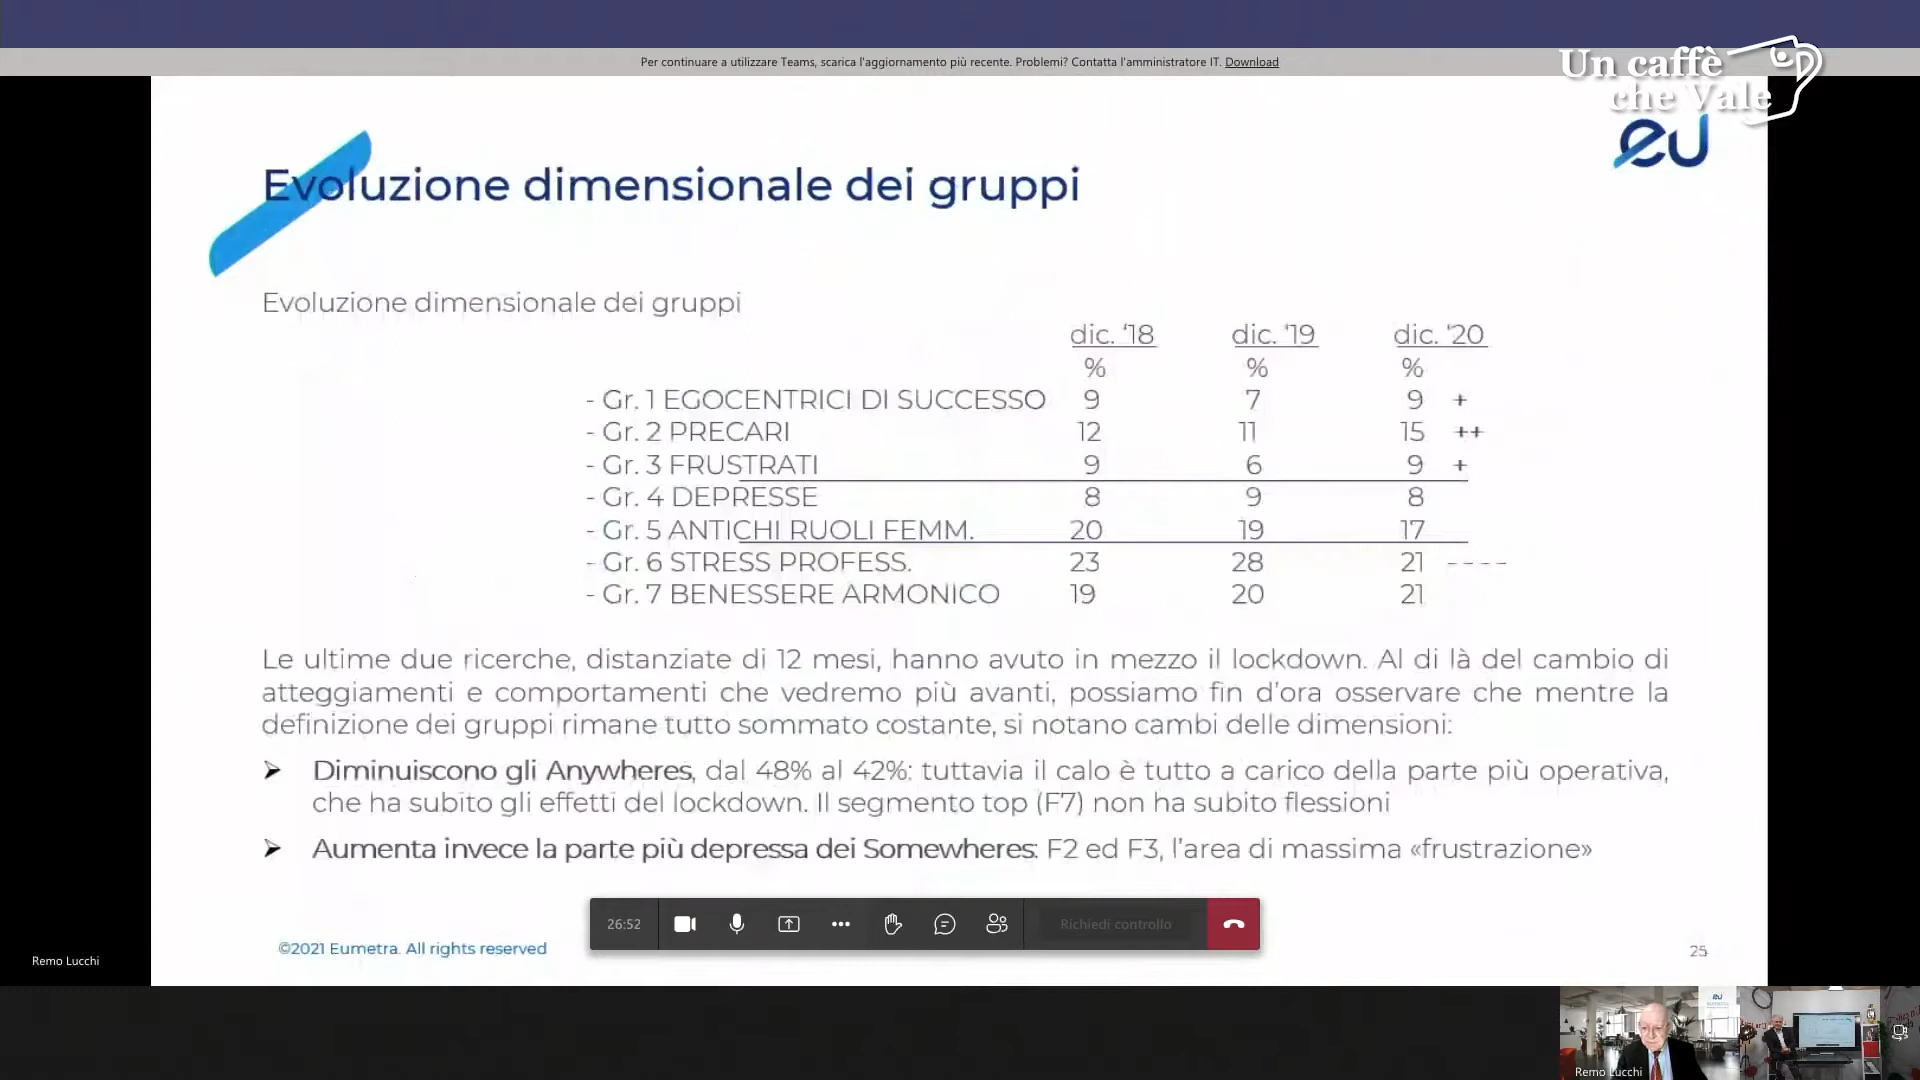 Per continuare a utilizzare Teams, scarica l'aggiornamento più recente. Problemi? Contatta l'amministratore IT. Download
Un caffè
che Vale
eu
Evoluzione dimensionale dei gruppi
Evoluzione dimensionale dei gruppi
dic. '18 dic. '19 dic. '20
% % %
- Gr. 1 EGOCENTRICI DI SUCCESSO 9 7 9 +
- Gr. 2 PRECARI 12 11 15 ++
- Gr. 3 FRUSTRATI 9 6 9 +
- Gr. 4 DEPRESSE 8 9 8
- Gr. 5 ANTICHI RUOLI FEMM. 20 19 17
- Gr. 6 STRESS PROFESS. 23 28 21 ----
- Gr. 7 BENESSERE ARMONICO 19 20 21
Le ultime due ricerche, distanziate di 12 mesi, hanno avuto in mezzo il lockdown. Al di là del cambio di
atteggiamenti e comportamenti che vedremo più avanti, possiamo fin d'ora osservare che mentre la
definizione dei gruppi rimane tutto sommato costante, si notano cambi delle dimensioni:
➢ Diminuiscono gli Anywheres, dal 48% al 42%: tuttavia il calo è tutto a carico della parte più operativa,
che ha subito gli effetti del lockdown. Il segmento top (F7) non ha subito flessioni
➢ Aumenta invece la parte più depressa dei Somewheres: F2 ed F3, l'area di massima «frustrazione»
26:52 Richiedi controllo
©2021 Eumetra. All rights reserved
25
Remo Lucchi
eu
Remo Lucchi